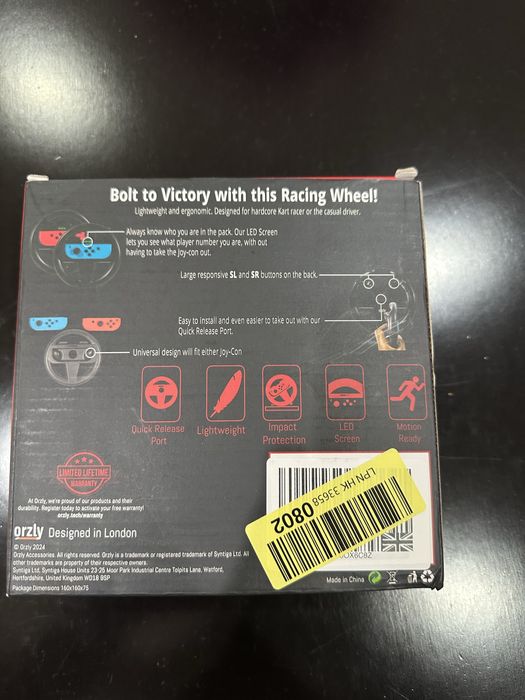 Bolt to Victory with this Racing Wheel!
Lightweight and ergonomic. Designed for hardcore Kart racer or the casual driver.
Always know who you are in the pack. Our LED Screen
lets you see what player number you are, with out
having to take the Joy-con out.
Large responsive SL and SR buttons on the back.
Easy to install and even easier to take out with our
Quick Release Port.
Universal design will fit either Joy-Con
Quick Release
Port
Lightweight
Impact
Protection
LED
Screen
Motion
Ready
LIMITED LIFETIME
WARRANTY
At Orzly, we're proud of our products and their
durability. Register today to activate your free warranty!
orzly.tech/warranty
orzly Designed in London
© Orzly 2024
Orzly Accessories. All rights reserved. Orzly is a trademark or registered trademark of Syntiga Ltd. All
other trademarks are property of their respective owners.
Syntiga Ltd, Syntiga House Units 23-25 Moor Park Industrial Centre Tolpits Lane, Watford,
Hertfordshire, United Kingdom WD18 9SP
Package Dimensions 160x160x75
LPN HK 33658
0802
Made in China